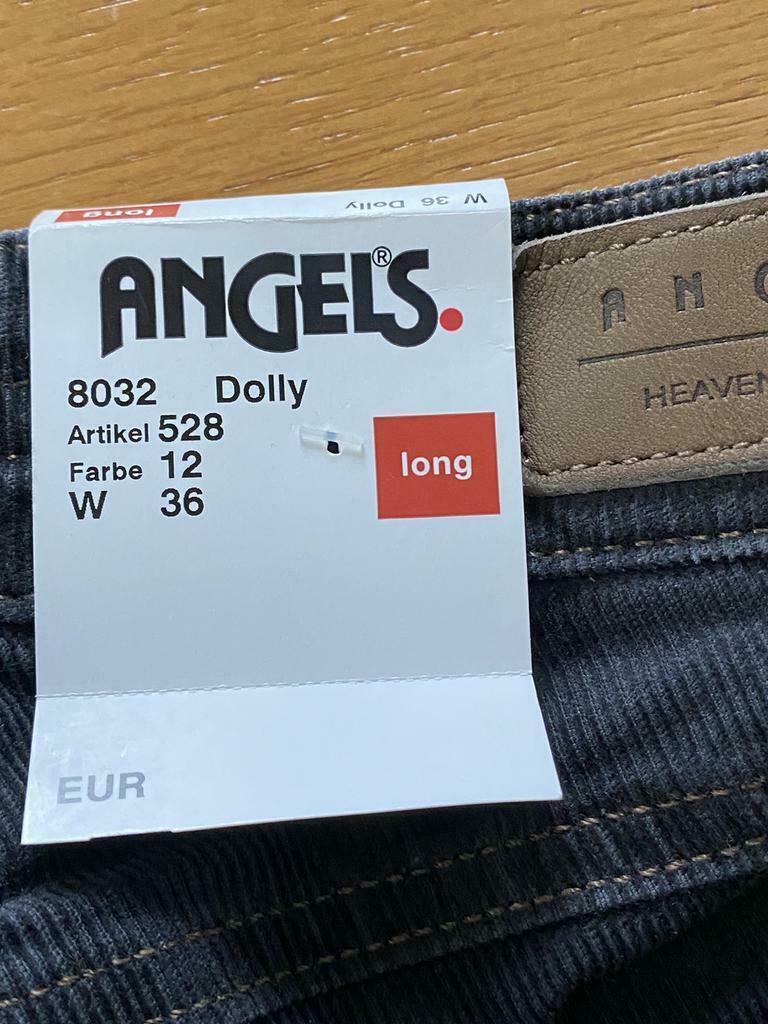 long W 36 Dolly
ANGELS®
8032 Dolly
Artikel 528
Farbe 12
W 36
long
EUR
A N
HEAVEN